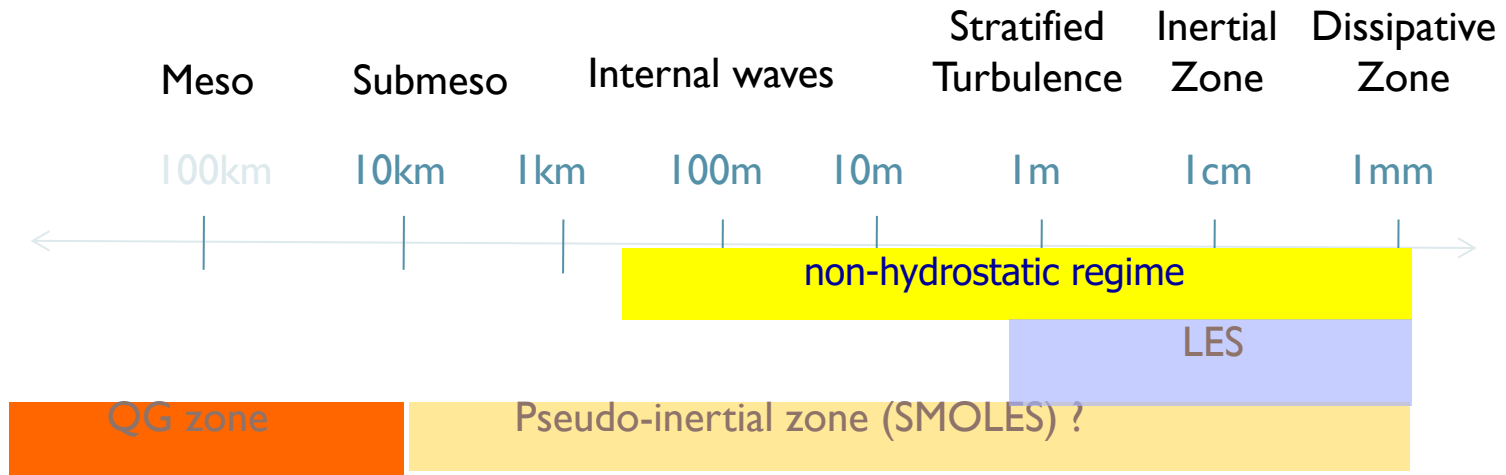 Meso
Submeso
Internal waves
Stratified
Turbulence
Inertial
Zone
Dissipative
Zone
100km
10km
1km
100m
10m
1m
1cm
1mm
non-hydrostatic regime
LES
QG zone
Pseudo-inertial zone (SMOLES) ?